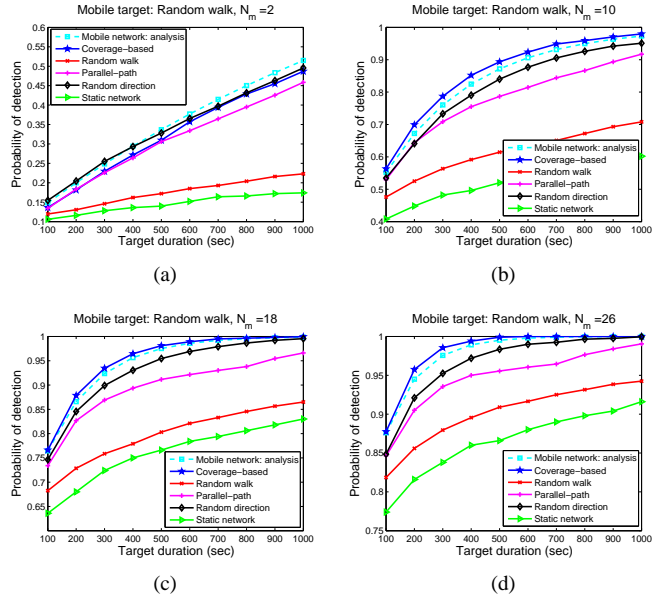 Mobile target: Random walk, N_m=2
Probability of detection
0.6
0.55
0.5
0.45
0.4
0.35
0.3
0.25
0.2
0.15
0.1
Mobile network: analysis
Coverage−based
Random walk
Parallel−path
Random direction
Static network
100 200 300 400 500 600 700 800 900 1000
Target duration (sec)
(a)
Mobile target: Random walk, N_m=10
Probability of detection
1
0.9
0.8
0.7
0.6
0.5
0.4
Mobile network: analysis
Coverage−based
Random walk
Parallel−path
Random direction
Static network
100 200 300 400 500 600 700 800 900 1000
Target duration (sec)
(b)
Mobile target: Random walk, N_m=18
Probability of detection
1
0.95
0.9
0.85
0.8
0.75
0.7
0.65
Mobile network: analysis
Coverage−based
Random walk
Parallel−path
Random direction
Static network
100 200 300 400 500 600 700 800 900 1000
Target duration (sec)
(c)
Mobile target: Random walk, N_m=26
Probability of detection
1
0.95
0.9
0.85
0.8
0.75
Mobile network: analysis
Coverage−based
Random walk
Parallel−path
Random direction
Static network
100 200 300 400 500 600 700 800 900 1000
Target duration (sec)
(d)